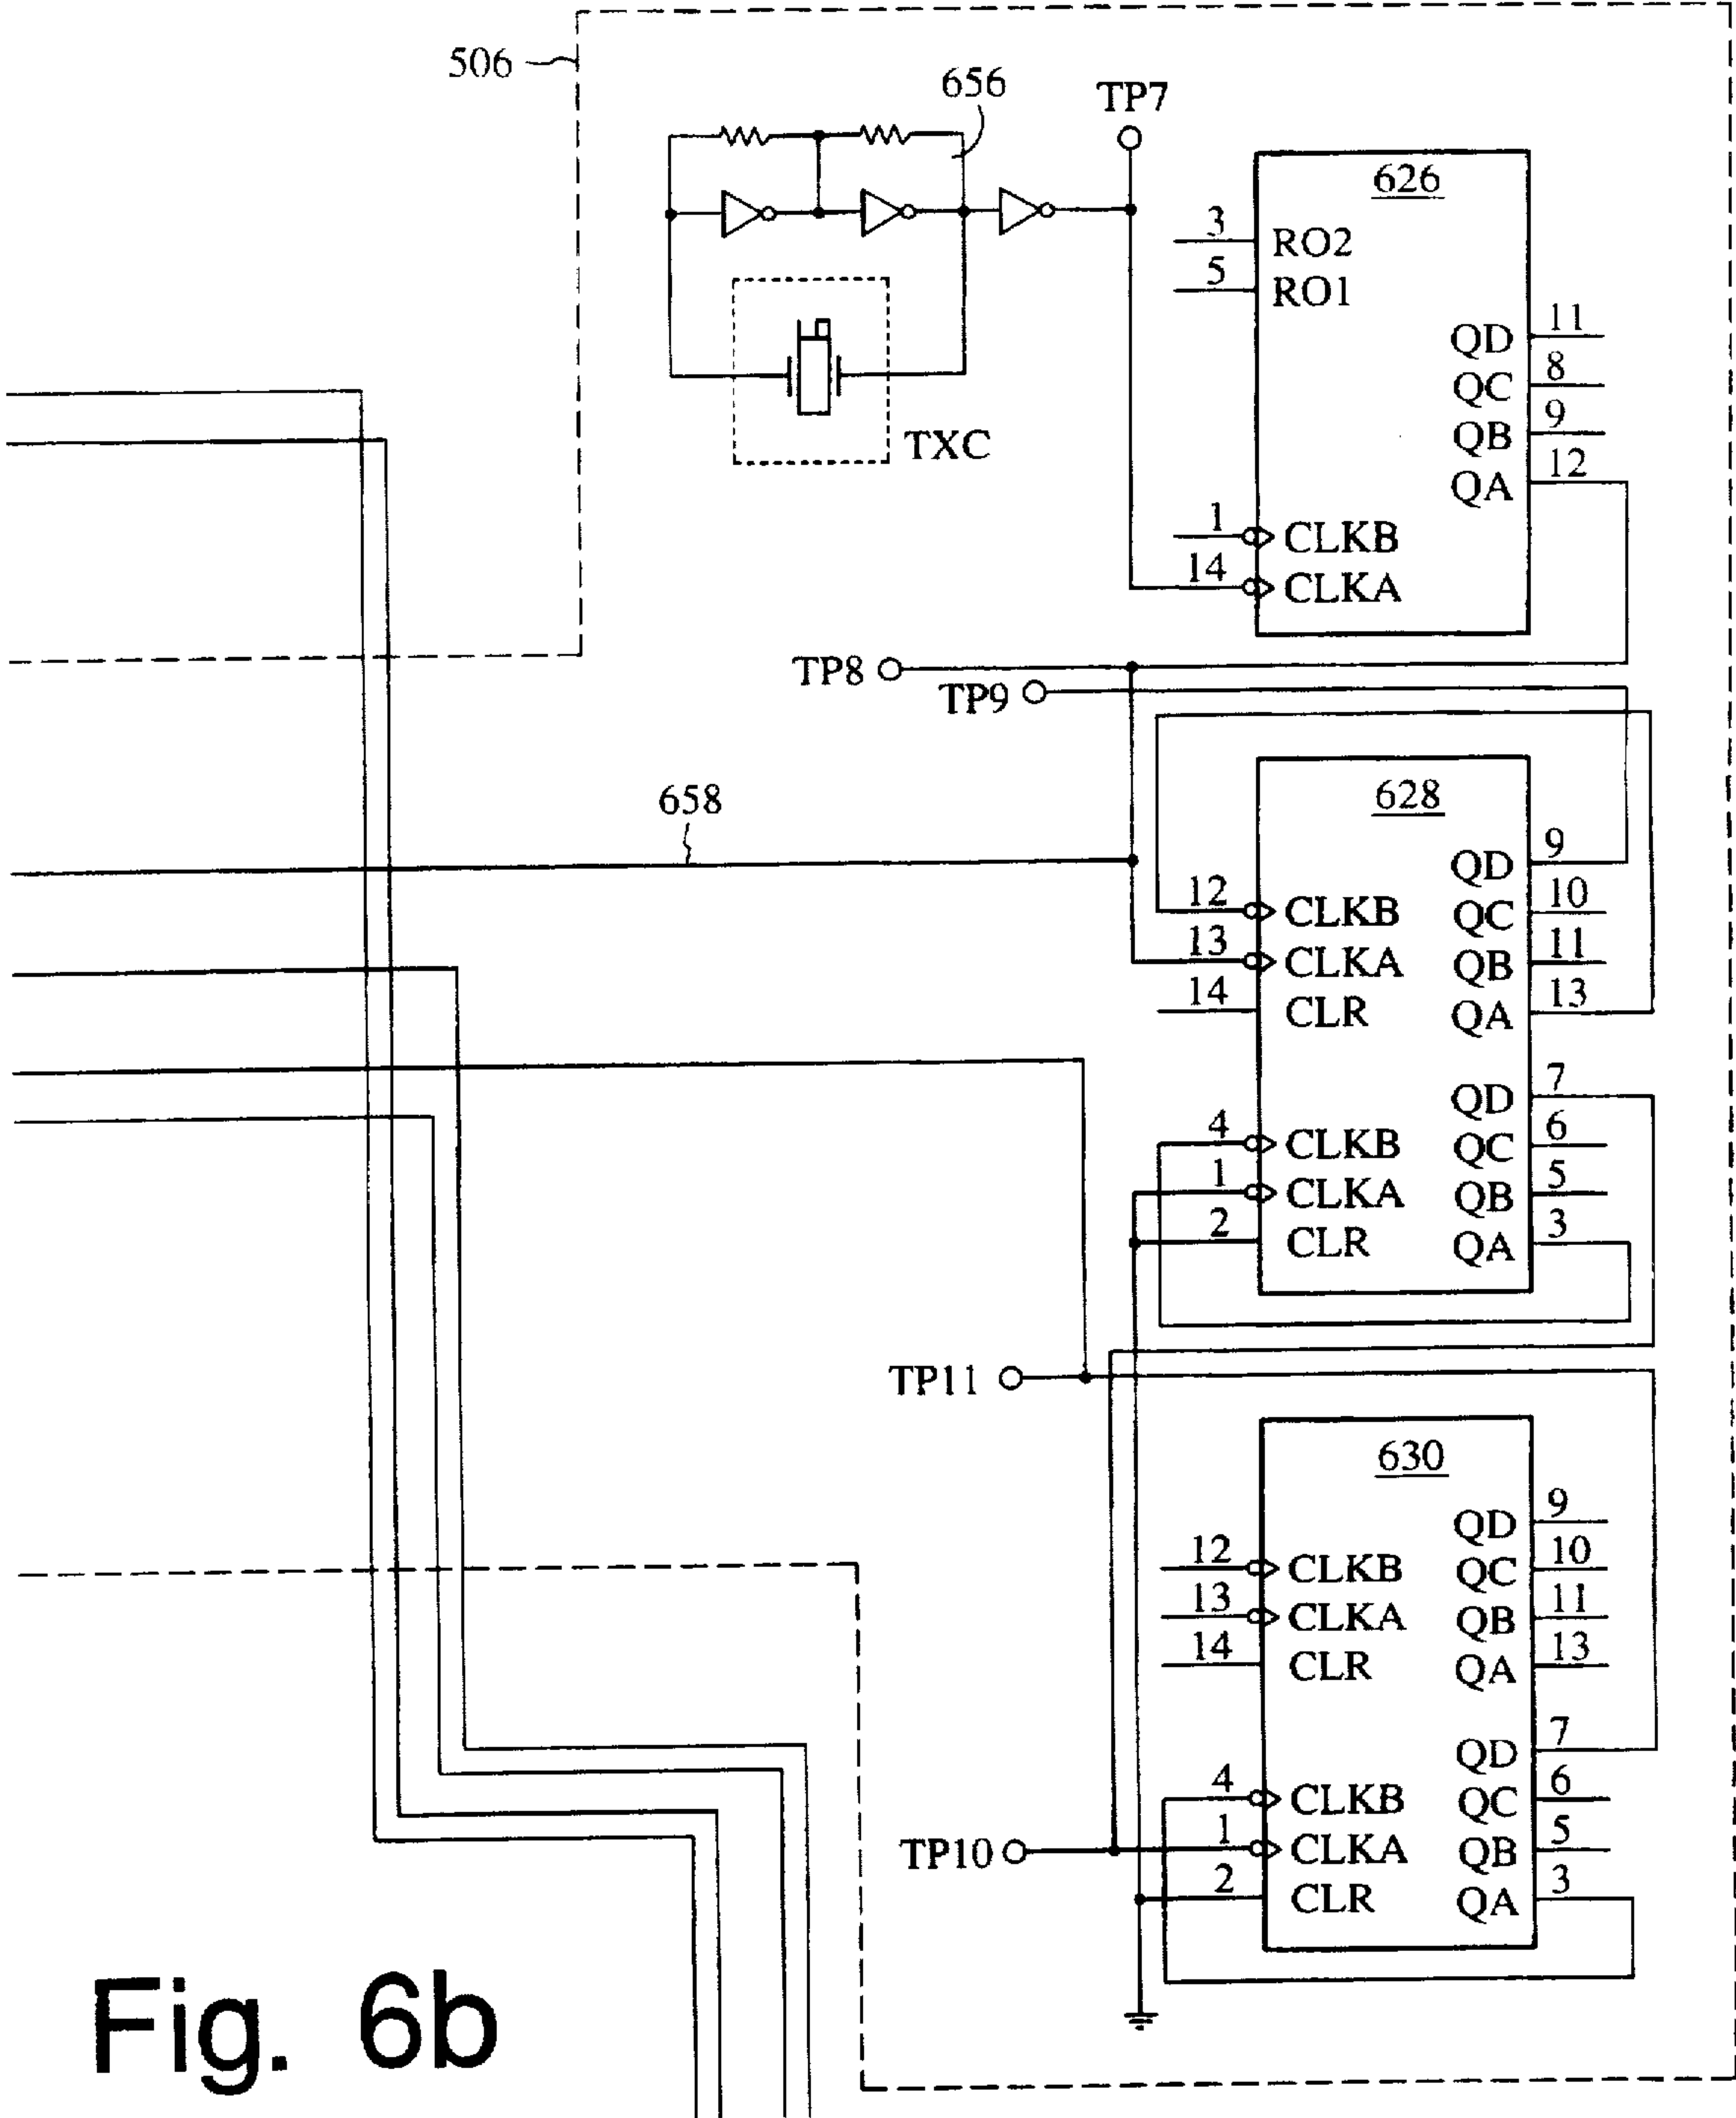 506
656
TP7
626
3
RO2
5
RO1
QD 11
QC 8
QB 9
QA 12
TXC
1 CLKB
14 CLKA
TP8
TP9
658
628
QD 9
12 CLKB QC 10
13 CLKA QB 11
14 CLR QA 13
QD 7
4 CLKB QC 6
1 CLKA QB 5
2 CLR QA 3
TP11
630
QD 9
12 CLKB QC 10
13 CLKA QB 11
14 CLR QA 13
QD 7
4 CLKB QC 6
TP10 1 CLKA QB 5
2 CLR QA 3
Fig. 6b